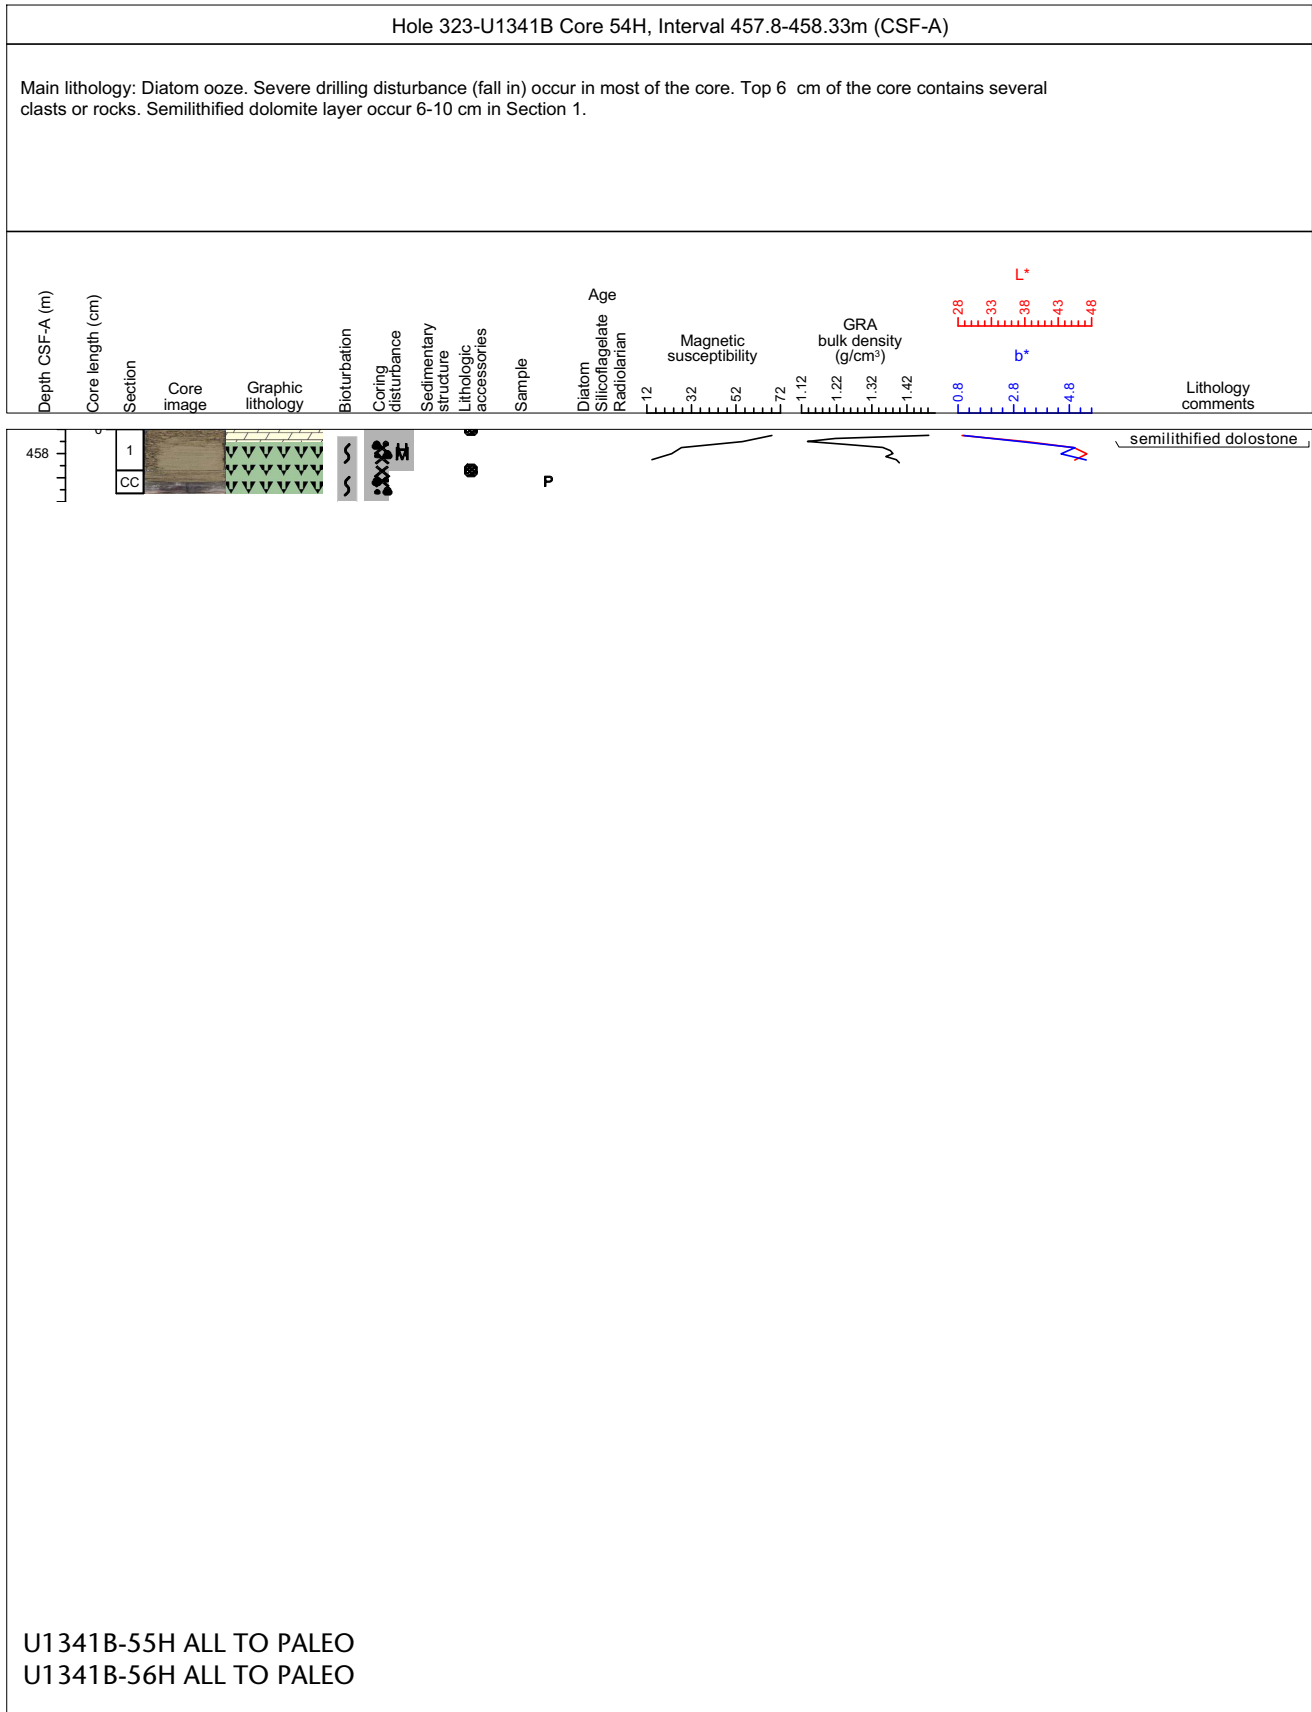 Hole 323-U1341B Core 54H, Interval 457.8-458.33m (CSF-A)
Main lithology: Diatom ooze. Severe drilling disturbance (fall in) occur in most of the core. Top 6 cm of the core contains several
clasts or rocks. Semilithified dolomite layer occur 6-10 cm in Section 1.
Depth CSF-A (m)
Core length (cm)
Section
Core
image
Graphic
lithology
Bioturbation
Coring
disturbance
Sedimentary
structure
Lithologic
accessories
Sample
Age
Diatom
Silicoflagelate
Radiolarian
Magnetic
susceptibility
12 32 52 72
GRA
bulk density
(g/cm³)
1.12 1.22 1.32 1.42
L*
28 33 38 43 48
b*
0.8 2.8 4.8
Lithology
comments
458
1
CC
P
semilithified dolostone
U1341B-55H ALL TO PALEO
U1341B-56H ALL TO PALEO